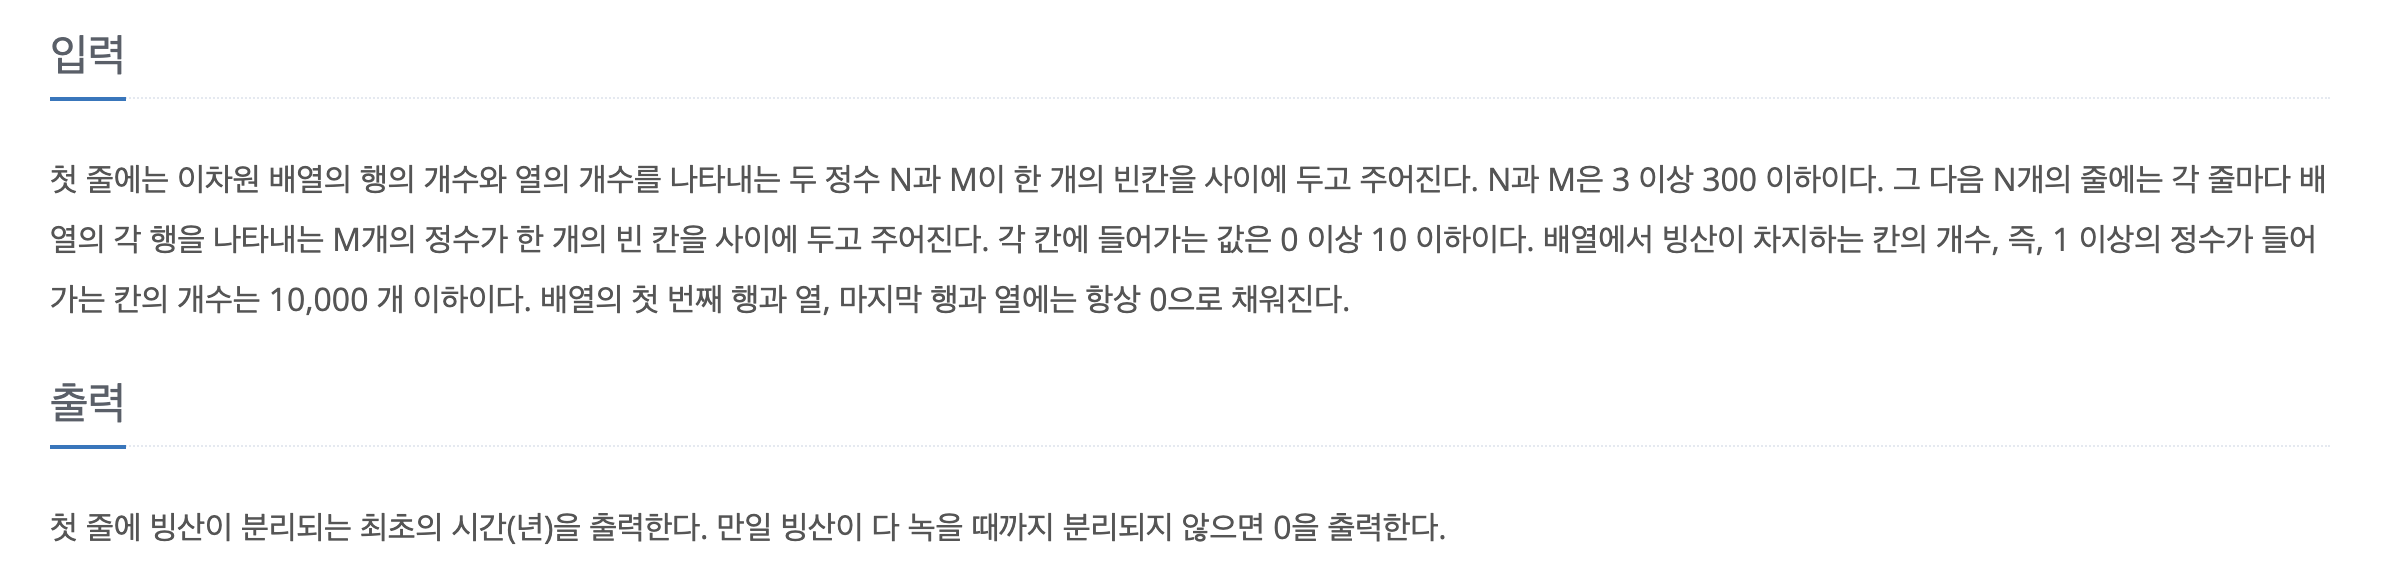 입력
첫 줄에는 이차원 배열의 행의 개수와 열의 개수를 나타내는 두 정수 N과 M이 한 개의 빈칸을 사이에 두고 주어진다. N과 M은 3 이상 300 이하이다. 그 다음 N개의 줄에는 각 줄마다 배
열의 각 행을 나타내는 M개의 정수가 한 개의 빈 칸을 사이에 두고 주어진다. 각 칸에 들어가는 값은 0 이상 10 이하이다. 배열에서 빙산이 차지하는 칸의 개수, 즉, 1 이상의 정수가 들어
가는 칸의 개수는 10,000 개 이하이다. 배열의 첫 번째 행과 열, 마지막 행과 열에는 항상 0으로 채워진다.
출력
첫 줄에 빙산이 분리되는 최초의 시간(년)을 출력한다. 만일 빙산이 다 녹을 때까지 분리되지 않으면 0을 출력한다.